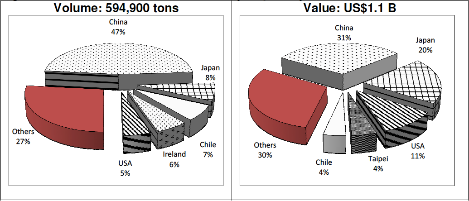 Volume: 594,900 tons
China
47%
Japan
8%
Chile
7%
Ireland
6%
USA
5%
Others
27%
Value: US$1.1 B
China
31%
Japan
20%
USA
11%
Taipei
4%
Chile
4%
Others
30%